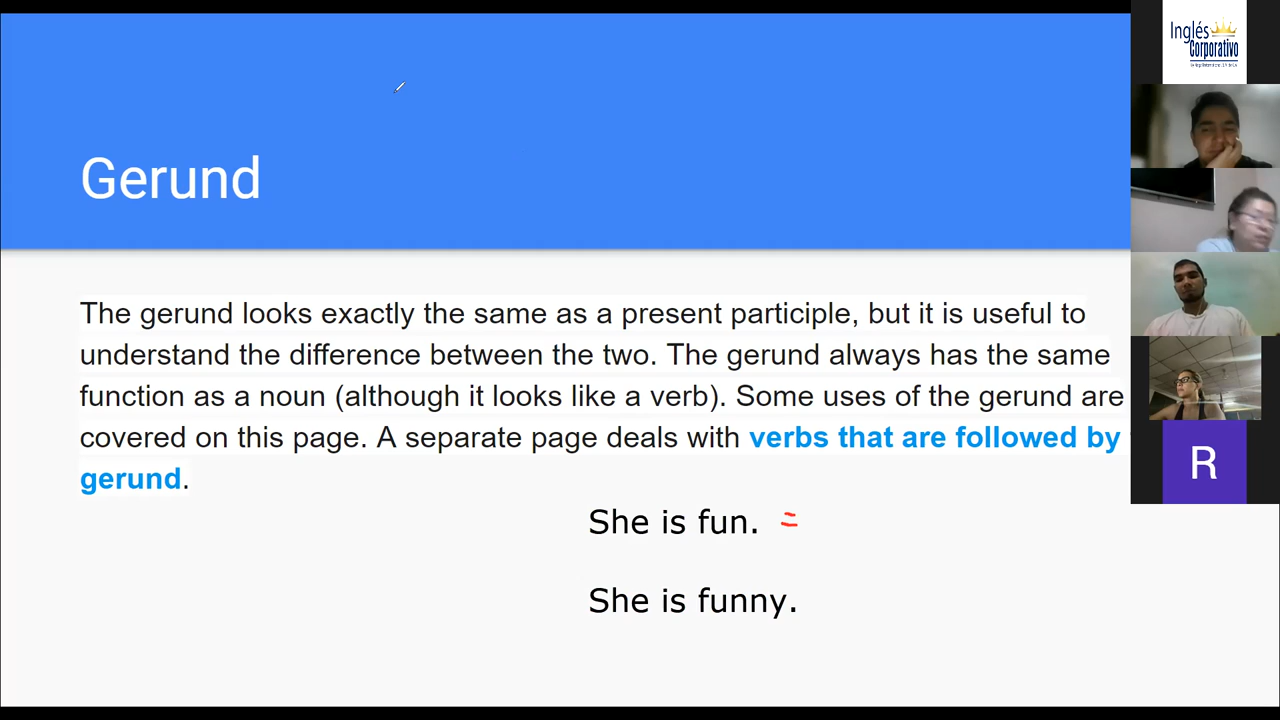 Gerund
The gerund looks exactly the same as a present participle, but it is useful to
understand the difference between the two. The gerund always has the same
function as a noun (although it looks like a verb). Some uses of the gerund are
covered on this page. A separate page deals with verbs that are followed by
gerund.
She is fun. =
She is funny.
Inglés
Corporativo
R